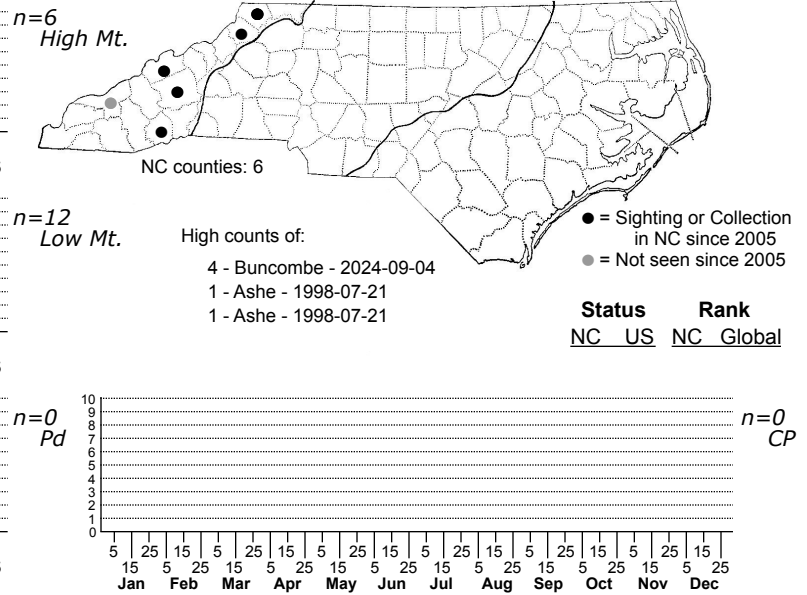 n=6
High Mt.
NC counties: 6
n=12
Low Mt.
High counts of:
4 - Buncombe - 2024-09-04
1 - Ashe - 1998-07-21
1 - Ashe - 1998-07-21
● = Sighting or Collection
in NC since 2005
● = Not seen since 2005
Status Rank
NC US NC Global
n=0
Pd
n=0
CP
10
9
8
7
6
5
4
3
2
1
0
5 25 15 5 25 15 5 25 15 5 25 15 5 25 15 5 25 15
15 5 25 15 5 25 15 5 25 15 5 25 15 5 25 15 5 25
Jan Feb Mar Apr May Jun Jul Aug Sep Oct Nov Dec